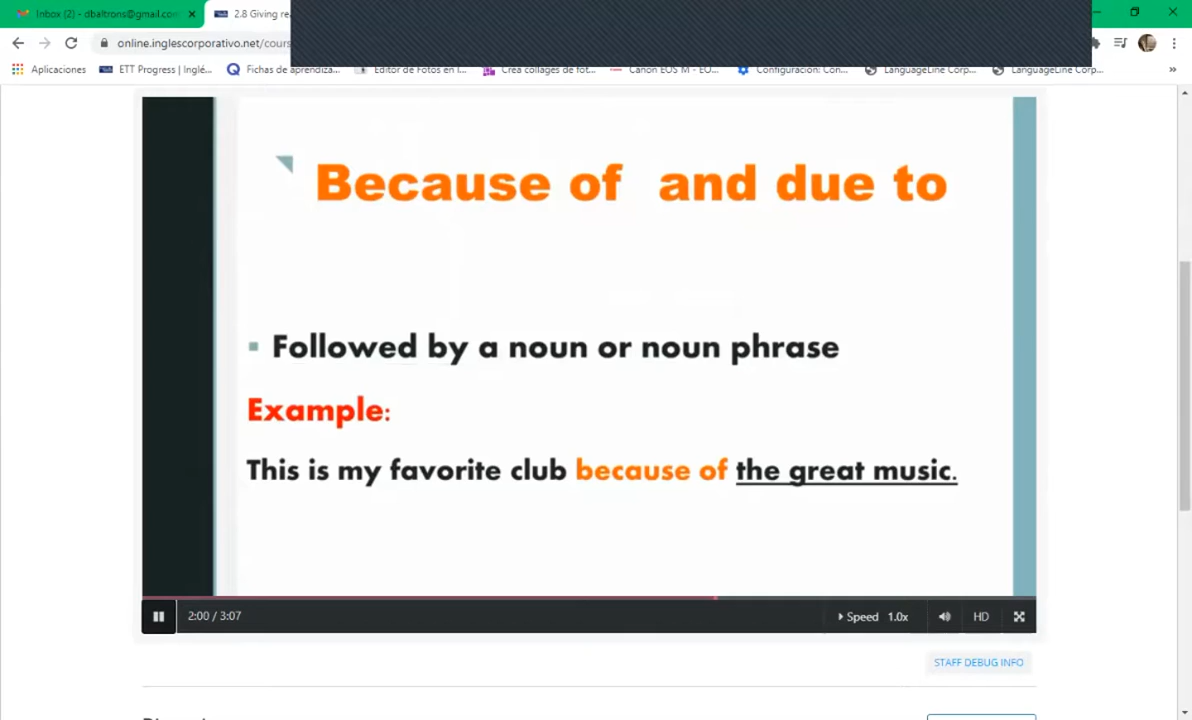 Inbox (2) - dbaltrons@gmail.com
2.8 Giving re
online.inglescorporativo.net/cours
Aplicaciones ETT Progress | Inglé... Fichas de aprendiza... Editor de Fotos en l... Crea collages de fot... Canon EOS M - EO... Configuración: Con... LanguageLine Corp... LanguageLine Corp... »
Because of and due to
Followed by a noun or noun phrase
Example:
This is my favorite club because of the great music.
2:00 / 3:07 Speed 1.0x HD
STAFF DEBUG INFO